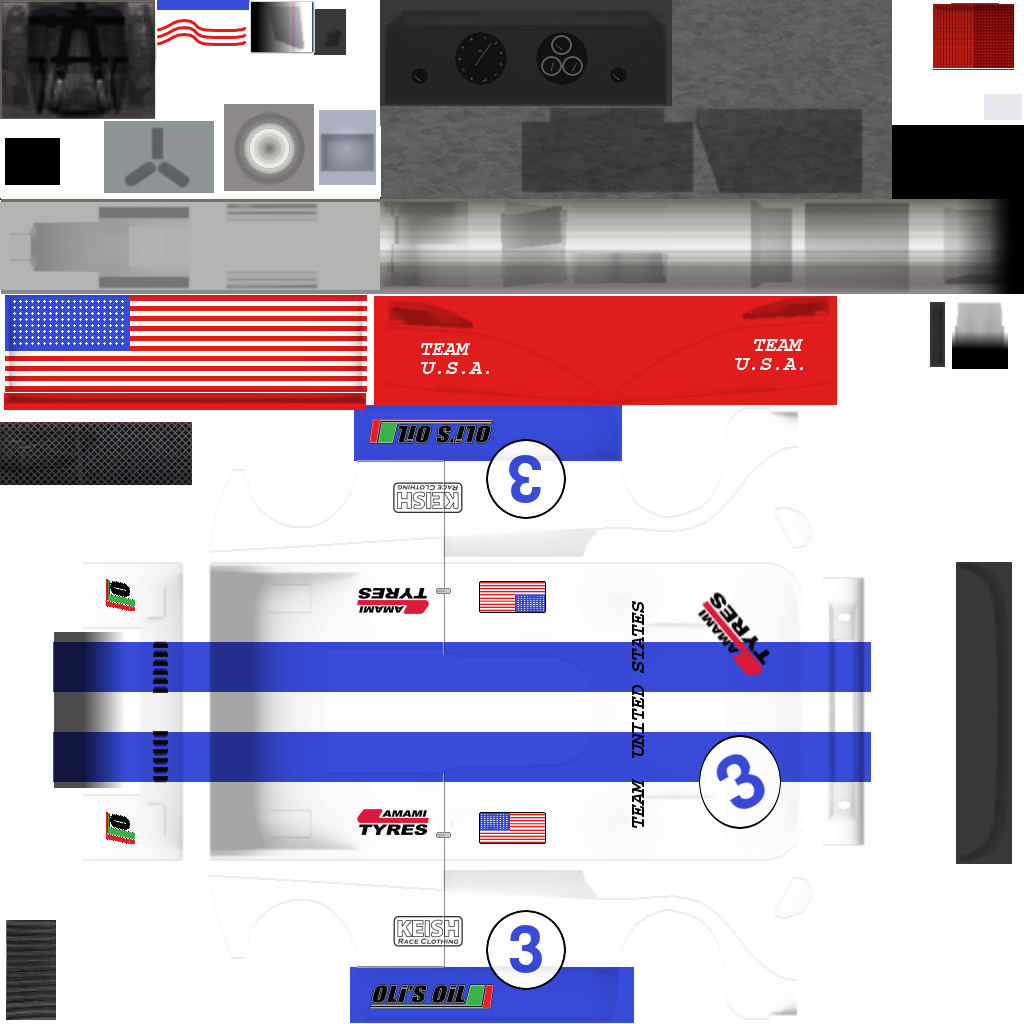 TEAM
U.S.A.
TEAM
U.S.A.
OLi'S OiL
3
KEISH
RACE CLOTHING
O
AMAMI
TYRES
AMAMI
TYRES
TEAM UNITED STATES
3
O
AMAMI
TYRES
KEISH
RACE CLOTHING
3
OLi'S OiL